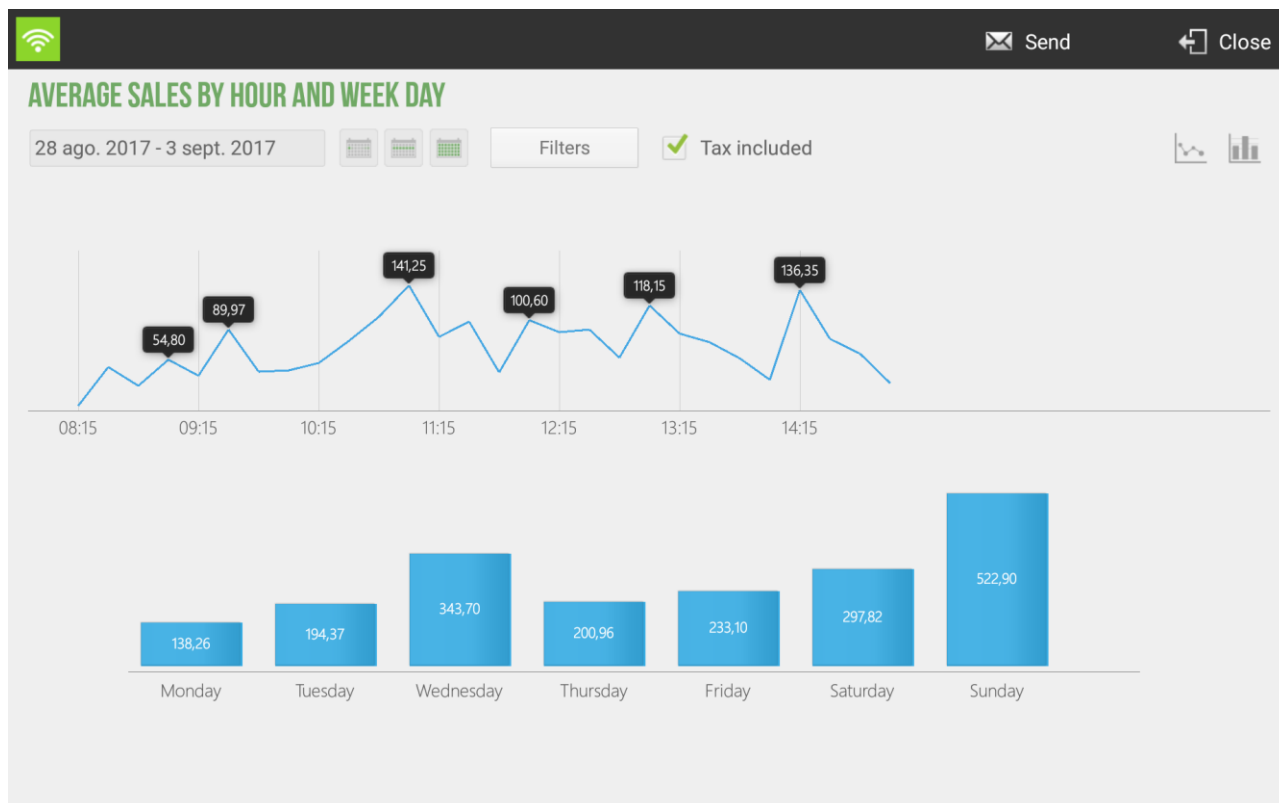 Send Close
AVERAGE SALES BY HOUR AND WEEK DAY
28 ago. 2017 - 3 sept. 2017 Filters Tax included
141,25
136,35
118,15
100,60
89,97
54,80
08:15 09:15 10:15 11:15 12:15 13:15 14:15
522,90
343,70
297,82
233,10
200,96
194,37
138,26
Monday Tuesday Wednesday Thursday Friday Saturday Sunday